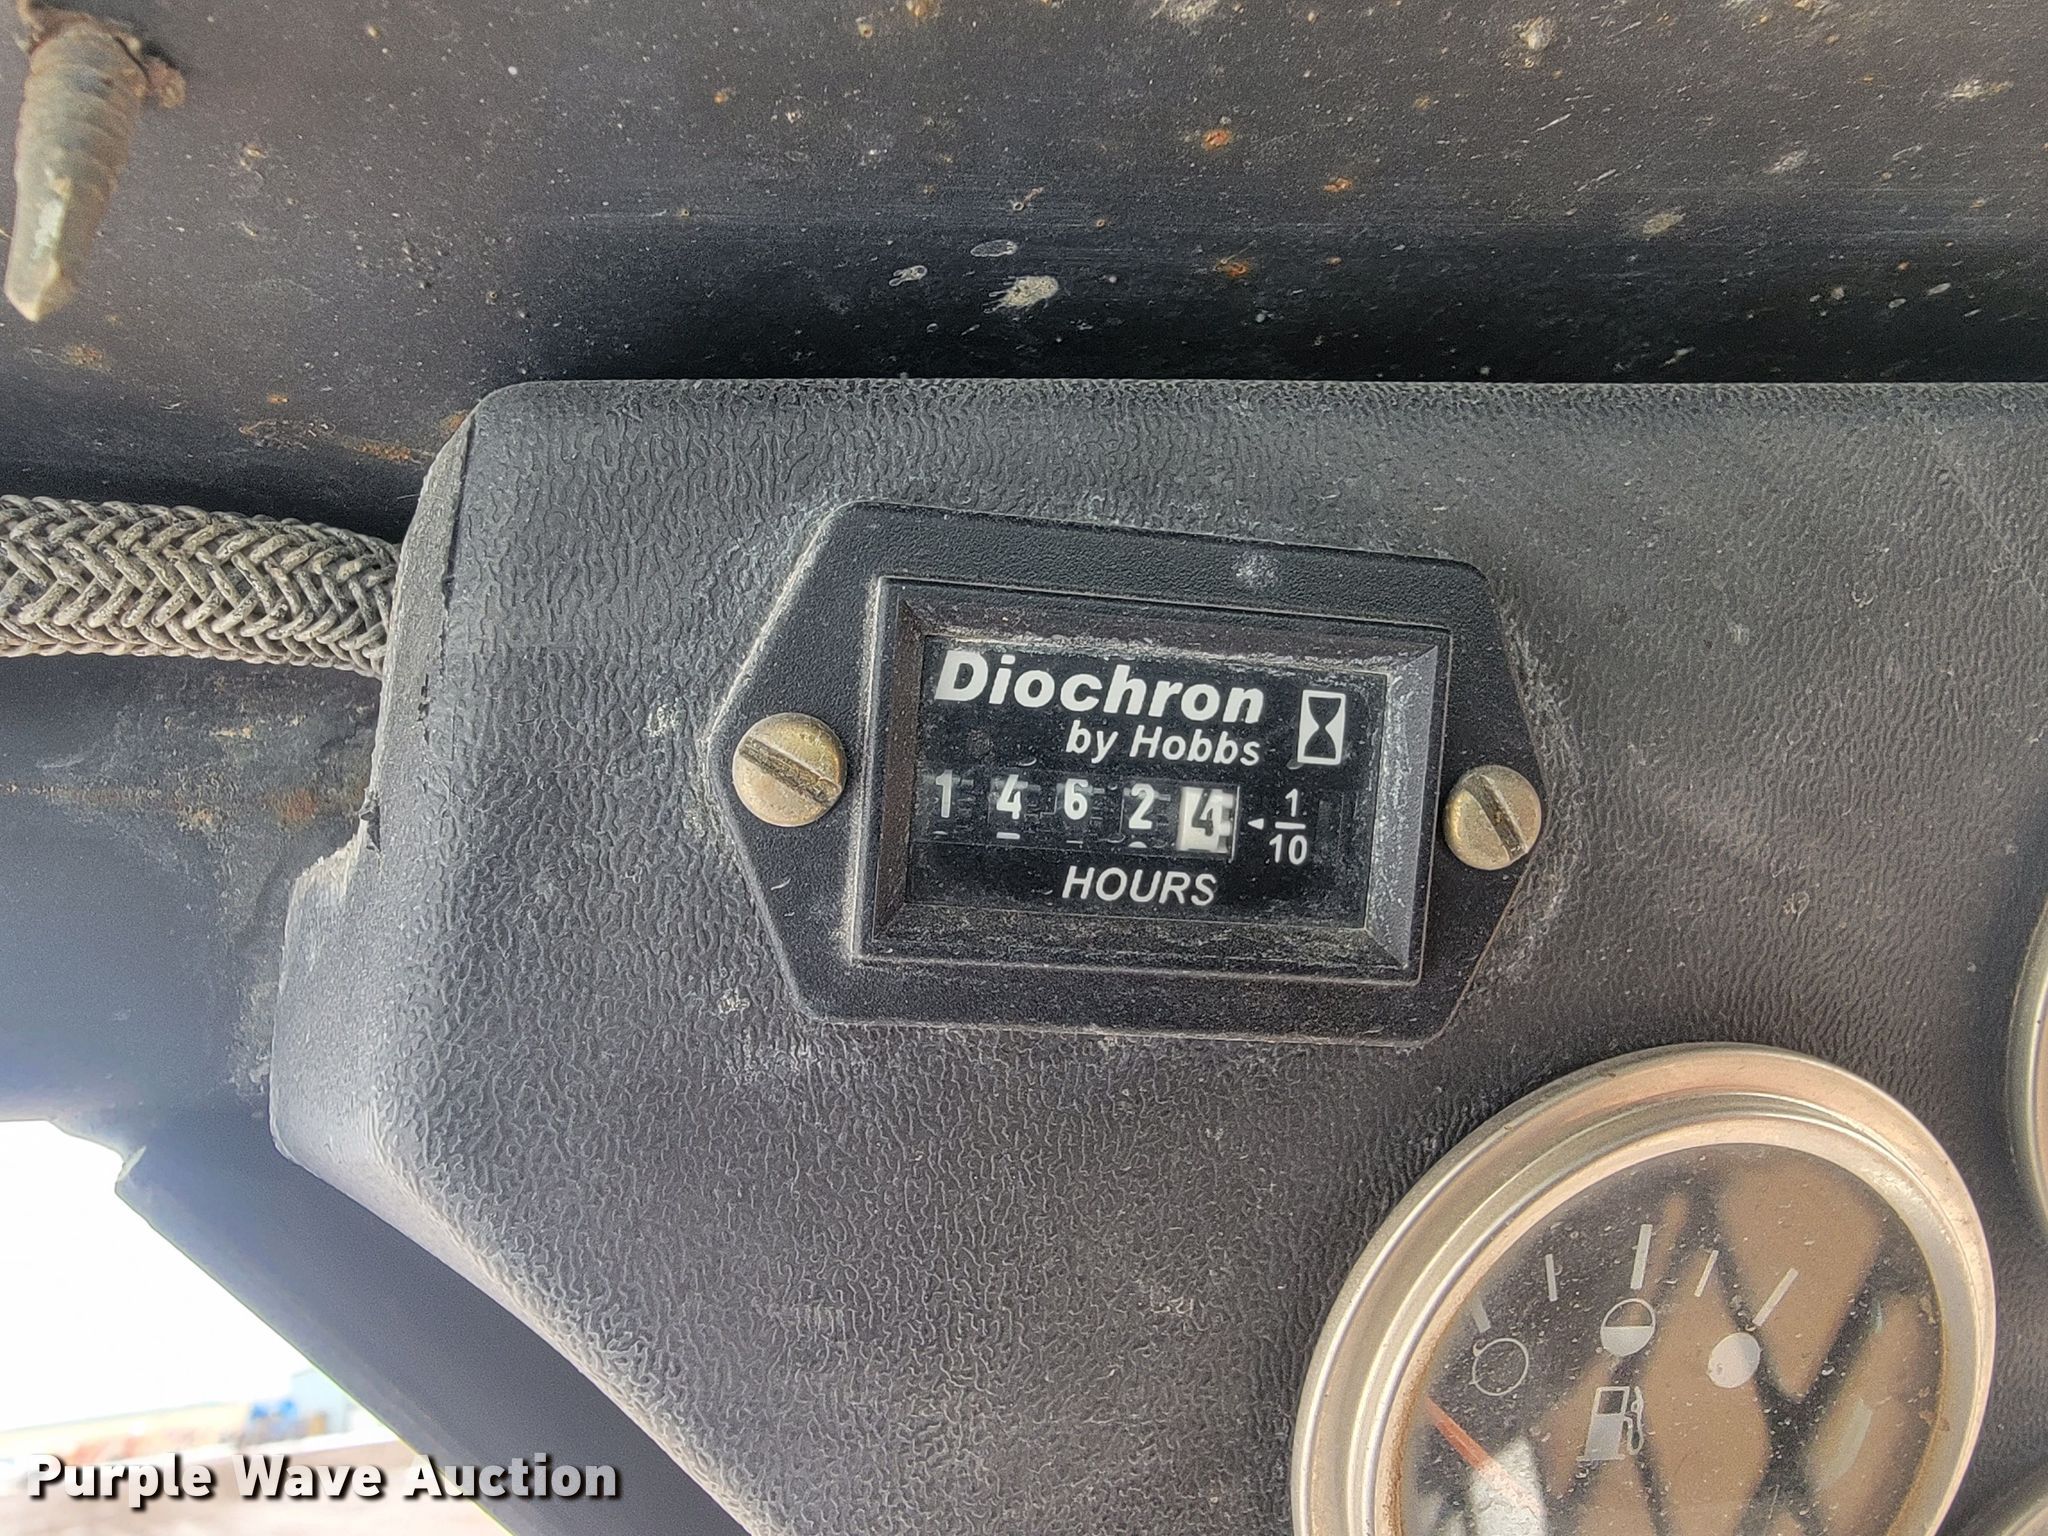 Diochron
by Hobbs
1 4 6 2 4 1/10
HOURS
Purple Wave Auction